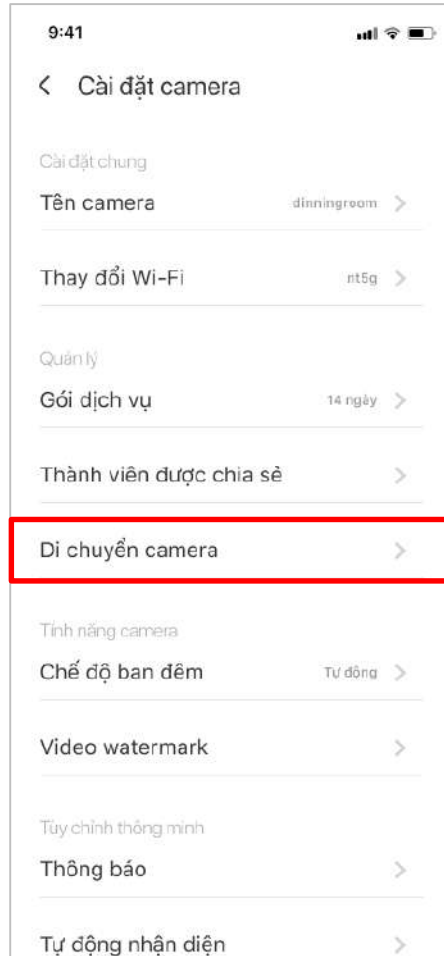 9:41
Cài đặt camera
Cài đặt chung
Tên camera dinningroom
Thay đổi Wi-Fi nt5g
Quản lý
Gói dịch vụ 14 ngày
Thành viên được chia sẻ
Di chuyển camera
Tính năng camera
Chế độ ban đêm Tự động
Video watermark
Tùy chỉnh thông minh
Thông báo
Tự động nhận diện